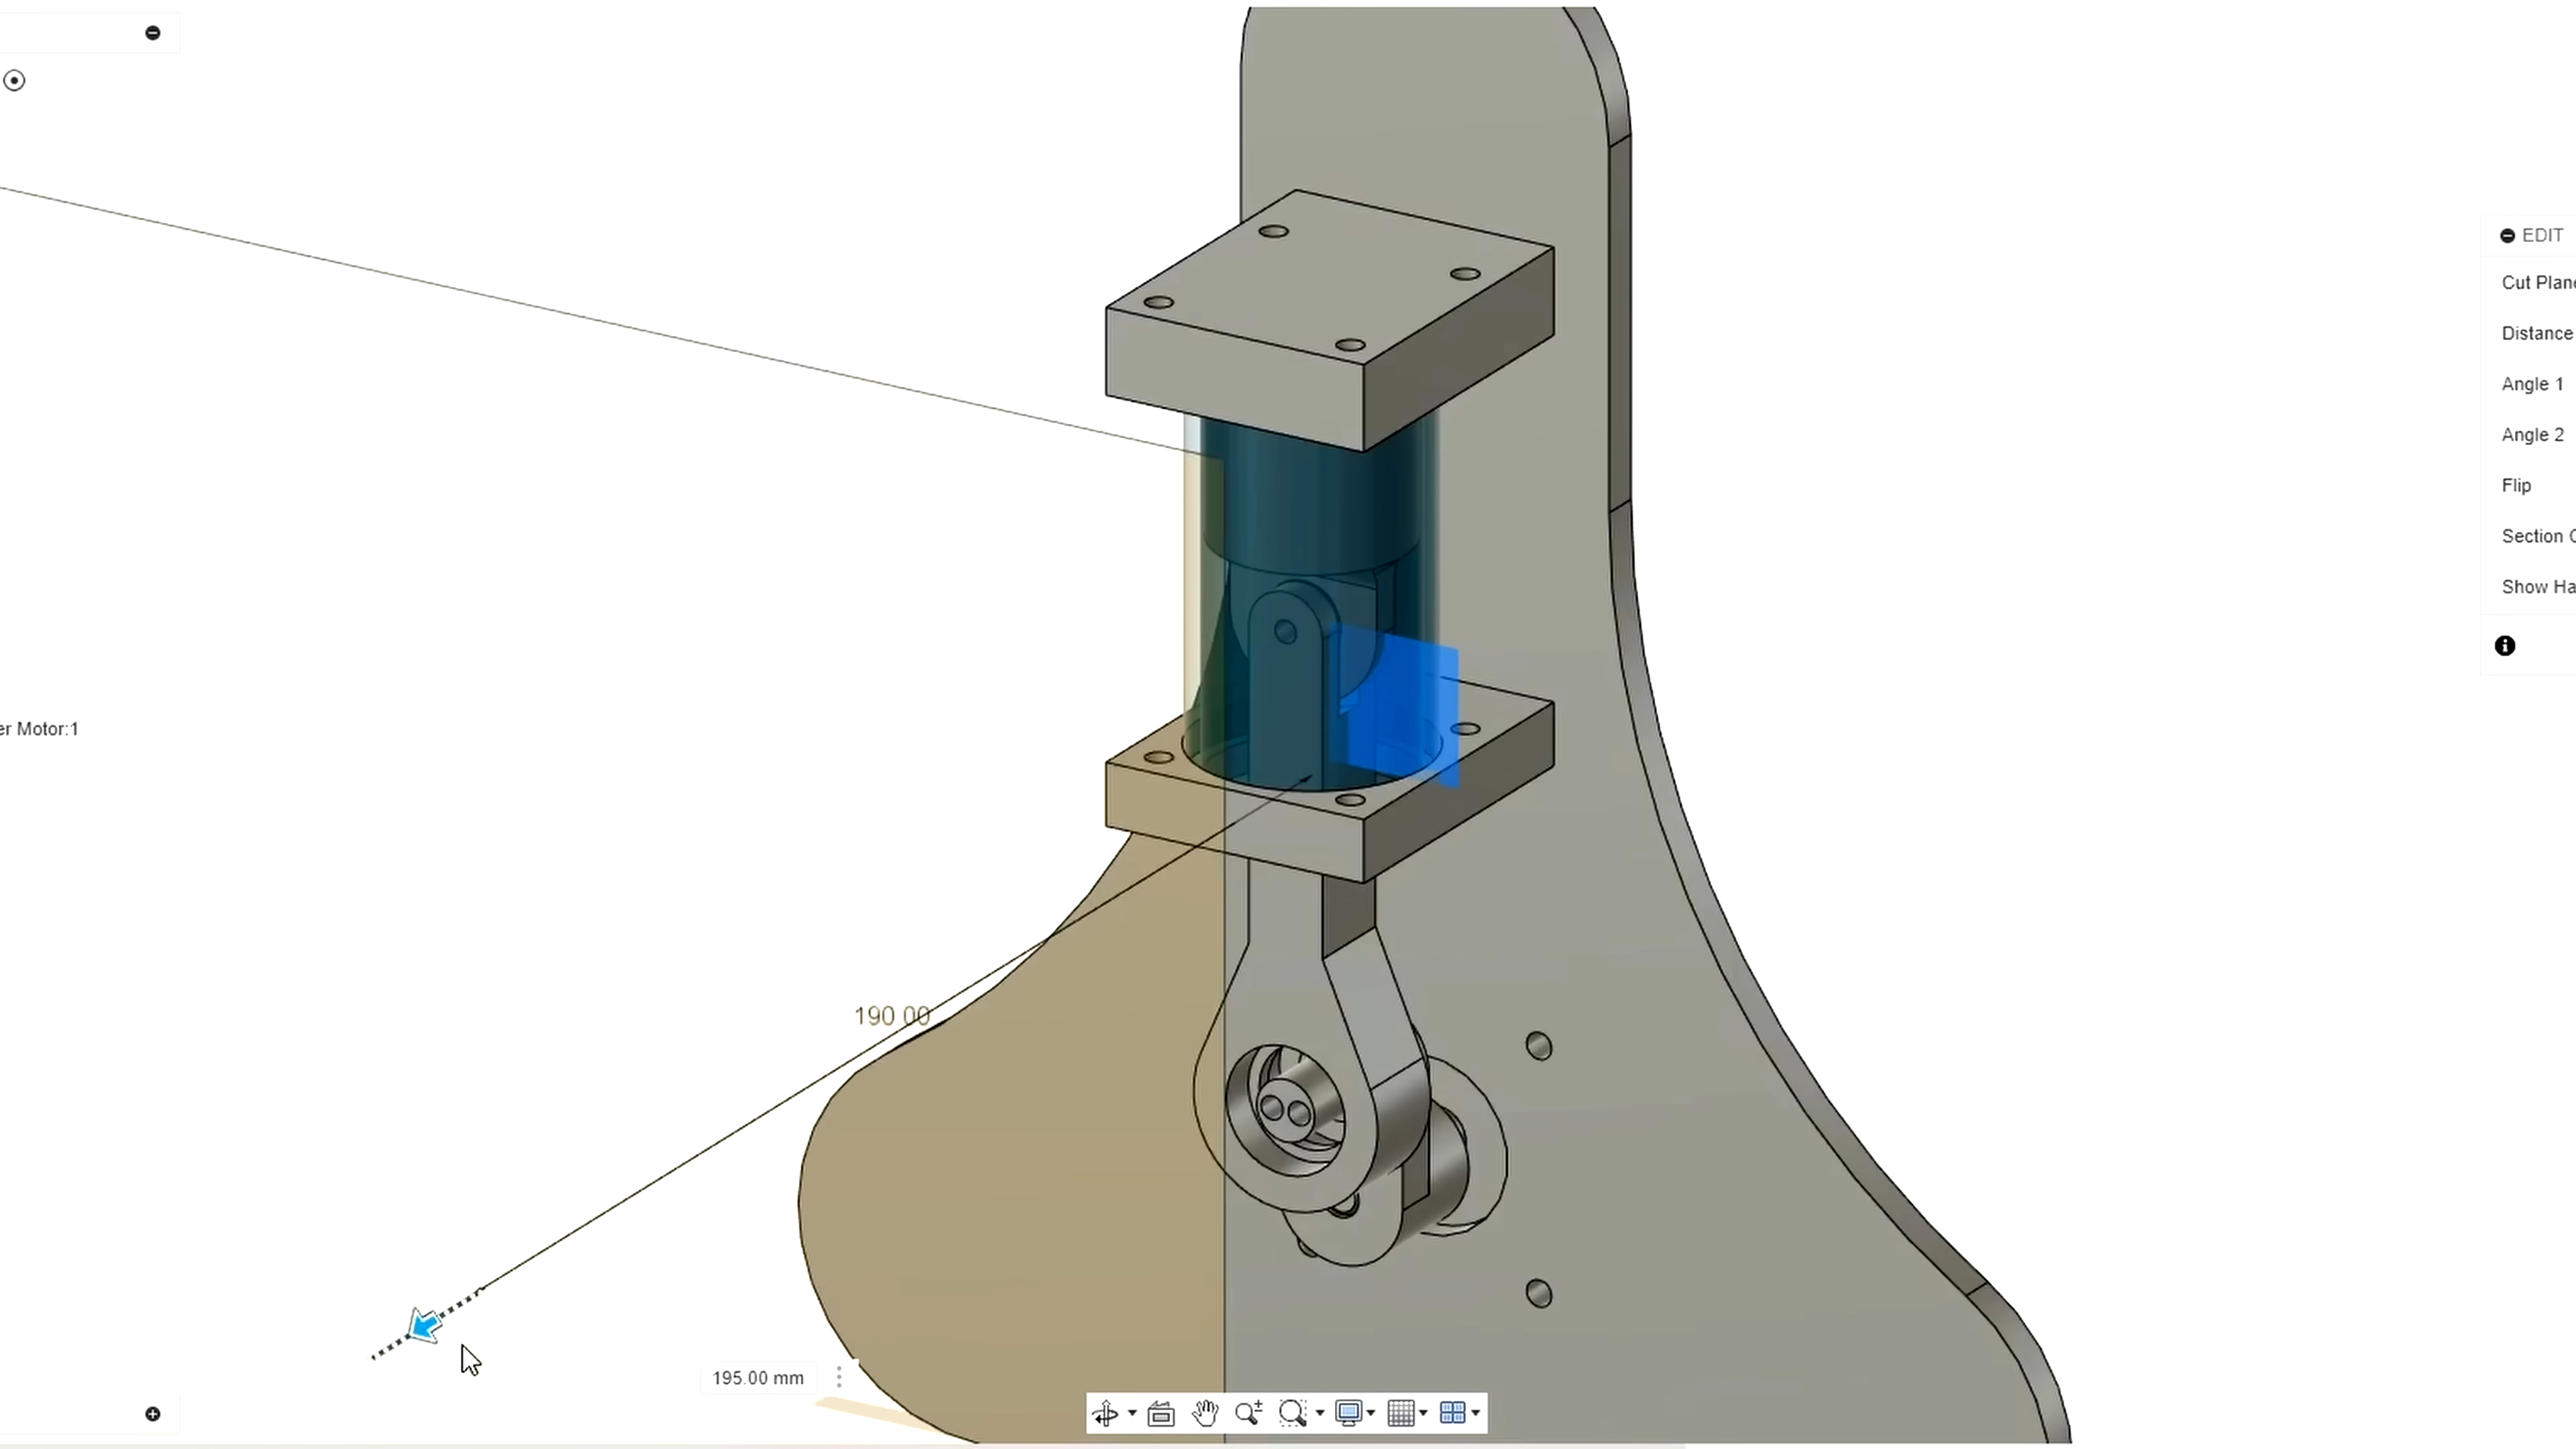 EDIT
Cut Plane
Distance
Angle 1
Angle 2
Flip
Section C
Show Ha
er Motor:1
190.00
195.00 mm